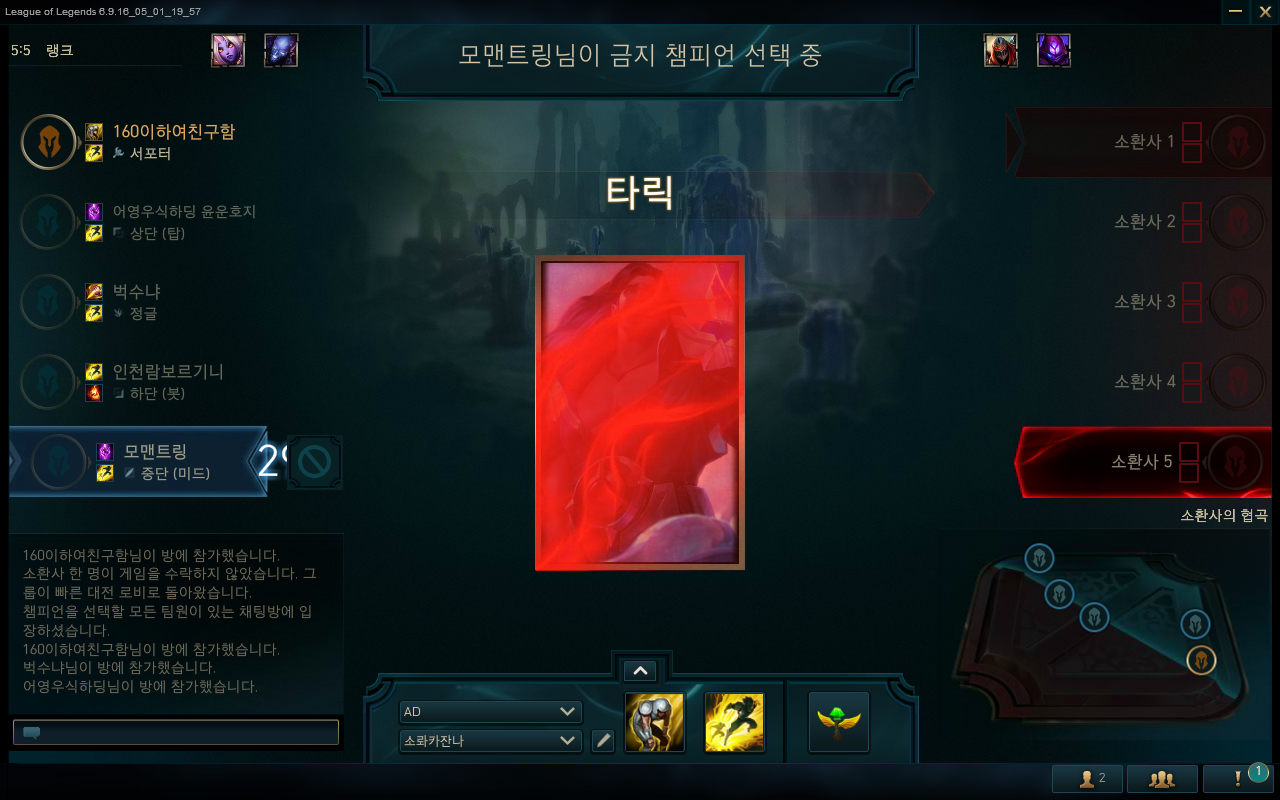 League of Legends 6.9.16_05_01_19_57
5:5 랭크
모맨트링님이 금지 챔피언 선택 중
160이하여친구함
서포터
어영우식하딩 윤운호지
상단 (탑)
벅수냐
정글
인천람보르기니
하단 (봇)
모맨트링
중단 (미드)
타릭
소환사 1
소환사 2
소환사 3
소환사 4
소환사 5
소환사의 협곡
160이하여친구함님이 방에 참가했습니다.
소환사 한 명이 게임을 수락하지 않았습니다. 그
룹이 빠른 대전 로비로 돌아왔습니다.
챔피언을 선택할 모든 팀원이 있는 채팅방에 입
장하셨습니다.
160이하여친구함님이 방에 참가했습니다.
벅수냐님이 방에 참가했습니다.
어영우식하딩님이 방에 참가했습니다.
AD
소롸카잔나
2
1